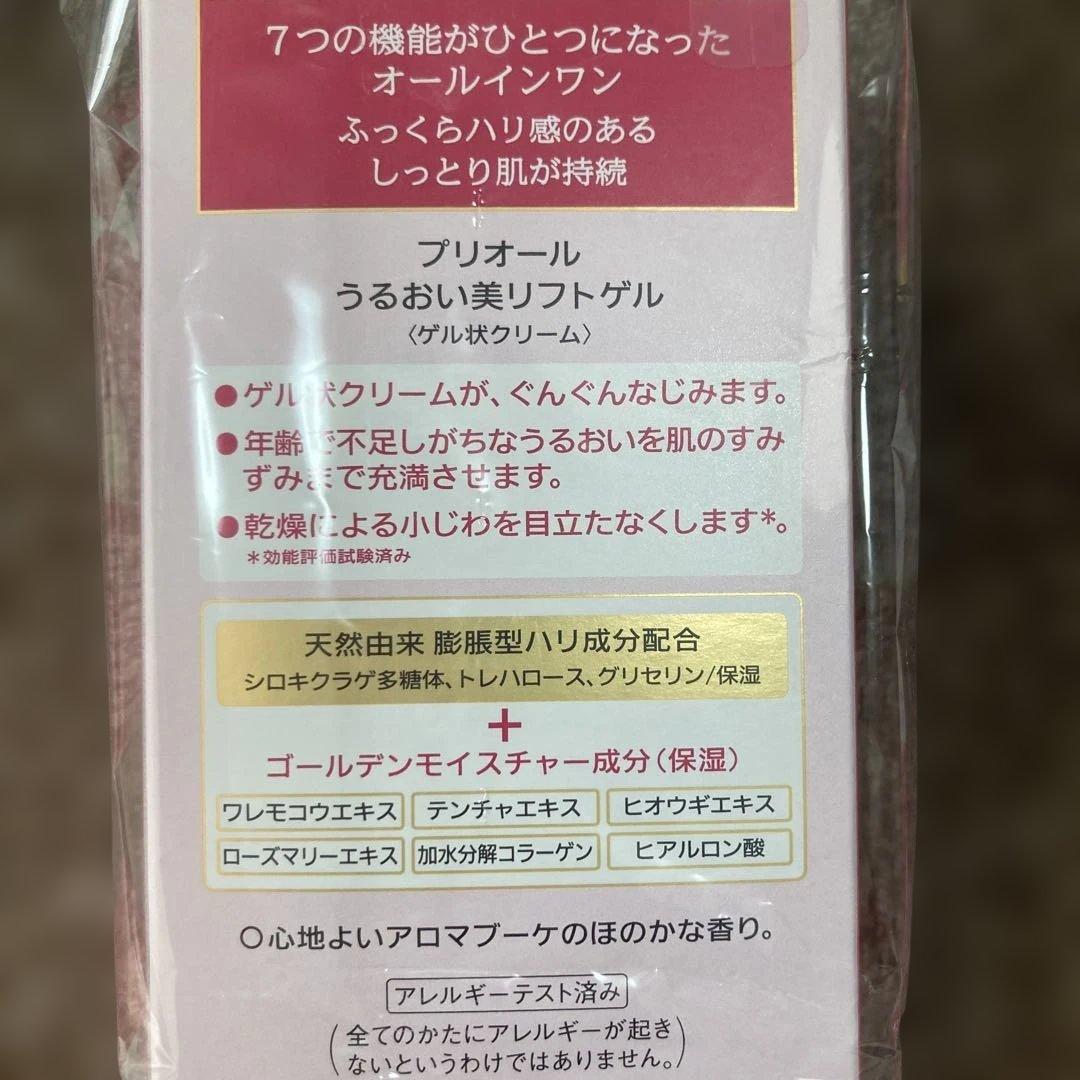 7つの機能がひとつになった
オールインワン
ふっくらハリ感のある
しっとり肌が持続
プリオール
うるおい美リフトゲル
〈ゲル状クリーム〉
●ゲル状クリームが、ぐんぐんなじみます。
●年齢で不足しがちなうるおいを肌のすみ
ずみまで充満させます。
●乾燥による小じわを目立たなくします*。
*効能評価試験済み
天然由来 膨脹型ハリ成分配合
シロキクラゲ多糖体、トレハロース、グリセリン/保湿
+
ゴールデンモイスチャー成分(保湿)
ワレモコウエキス テンチャエキス ヒオウギエキス
ローズマリーエキス 加水分解コラーゲン ヒアルロン酸
○心地よいアロマブーケのほのかな香り。
アレルギーテスト済み
(全てのかたにアレルギーが起き
ないというわけではありません。)